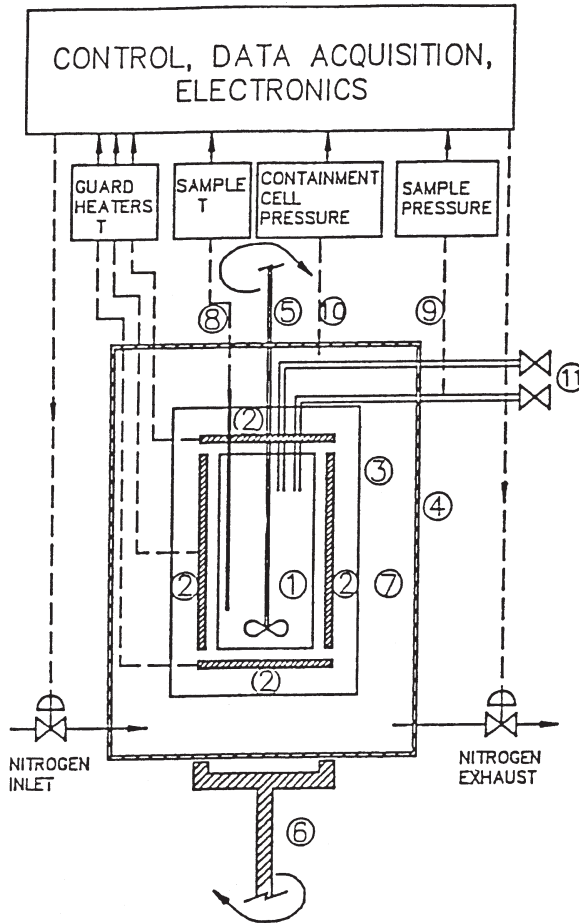 CONTROL, DATA ACQUISITION,
ELECTRONICS
GUARD
HEATERS
T
SAMPLE
T
CONTAINMENT
CELL
PRESSURE
SAMPLE
PRESSURE
8
5
10
9
11
(2)
3
4
2
1
2
7
(2)
NITROGEN
INLET
NITROGEN
EXHAUST
6